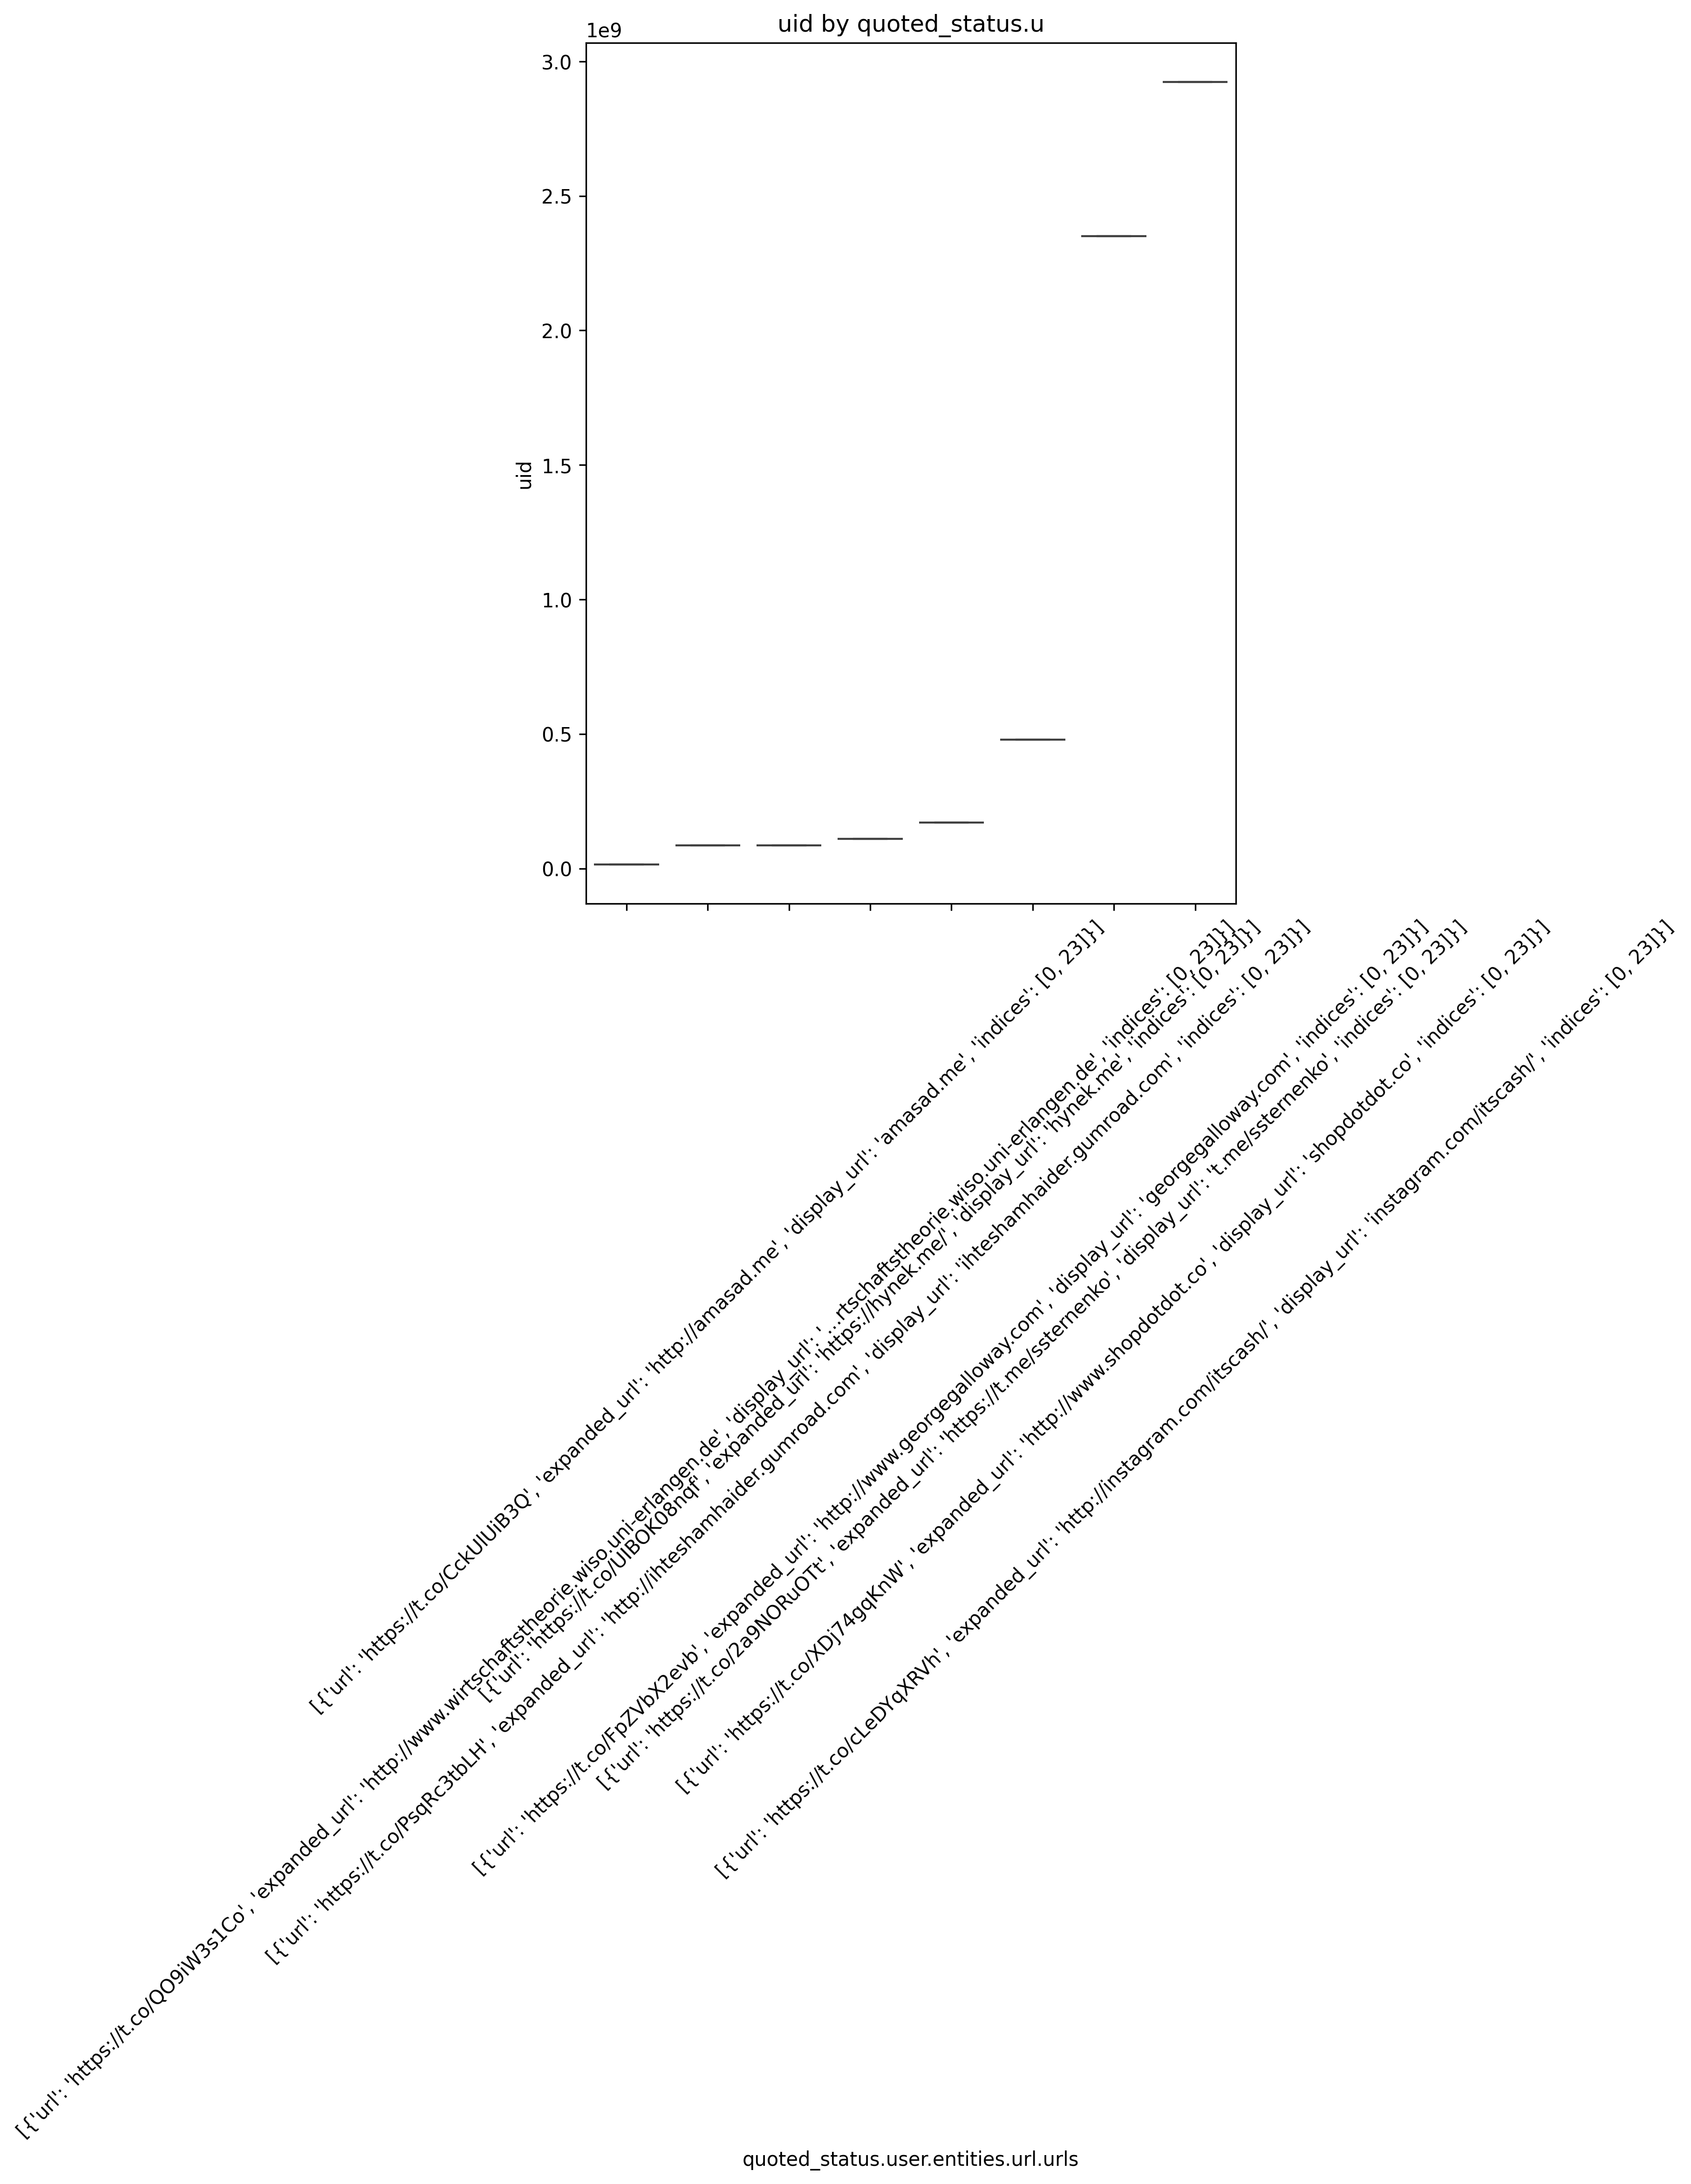 uid by quoted_status.u
1e9
3.0
2.5
2.0
1.5
1.0
0.5
0.0
uid
[{'url': 'https://t.co/CckUlUiB3Q', 'expanded_url': 'http://amasad.me', 'display_url': 'amasad.me', 'indices': [0, 23]}]
[{'url': 'https://t.co/QO9iW3s1Co', 'expanded_url': 'http://www.wirtschaftstheorie.wiso.uni-erlangen.de', 'display_url': '…rtschaftstheorie.wiso.uni-erlangen.de', 'indices': [0, 23]}]
[{'url': 'https://t.co/UIBOK08nqf', 'expanded_url': 'https://hynek.me/', 'display_url': 'hynek.me', 'indices': [0, 23]}]
[{'url': 'https://t.co/PsqRc3tbLH', 'expanded_url': 'http://ihteshamhaider.gumroad.com', 'display_url': 'ihteshamhaider.gumroad.com', 'indices': [0, 23]}]
[{'url': 'https://t.co/FpZVbX2evb', 'expanded_url': 'http://www.georgegalloway.com', 'display_url': 'georgegalloway.com', 'indices': [0, 23]}]
[{'url': 'https://t.co/2a9NORuOTt', 'expanded_url': 'https://t.me/ssternenko', 'display_url': 't.me/ssternenko', 'indices': [0, 23]}]
[{'url': 'https://t.co/XDj74gqKnW', 'expanded_url': 'http://www.shopdotdot.co', 'display_url': 'shopdotdot.co', 'indices': [0, 23]}]
[{'url': 'https://t.co/cLeDYqXRVh', 'expanded_url': 'http://instagram.com/itscash/', 'display_url': 'instagram.com/itscash/', 'indices': [0, 23]}]
quoted_status.user.entities.url.urls